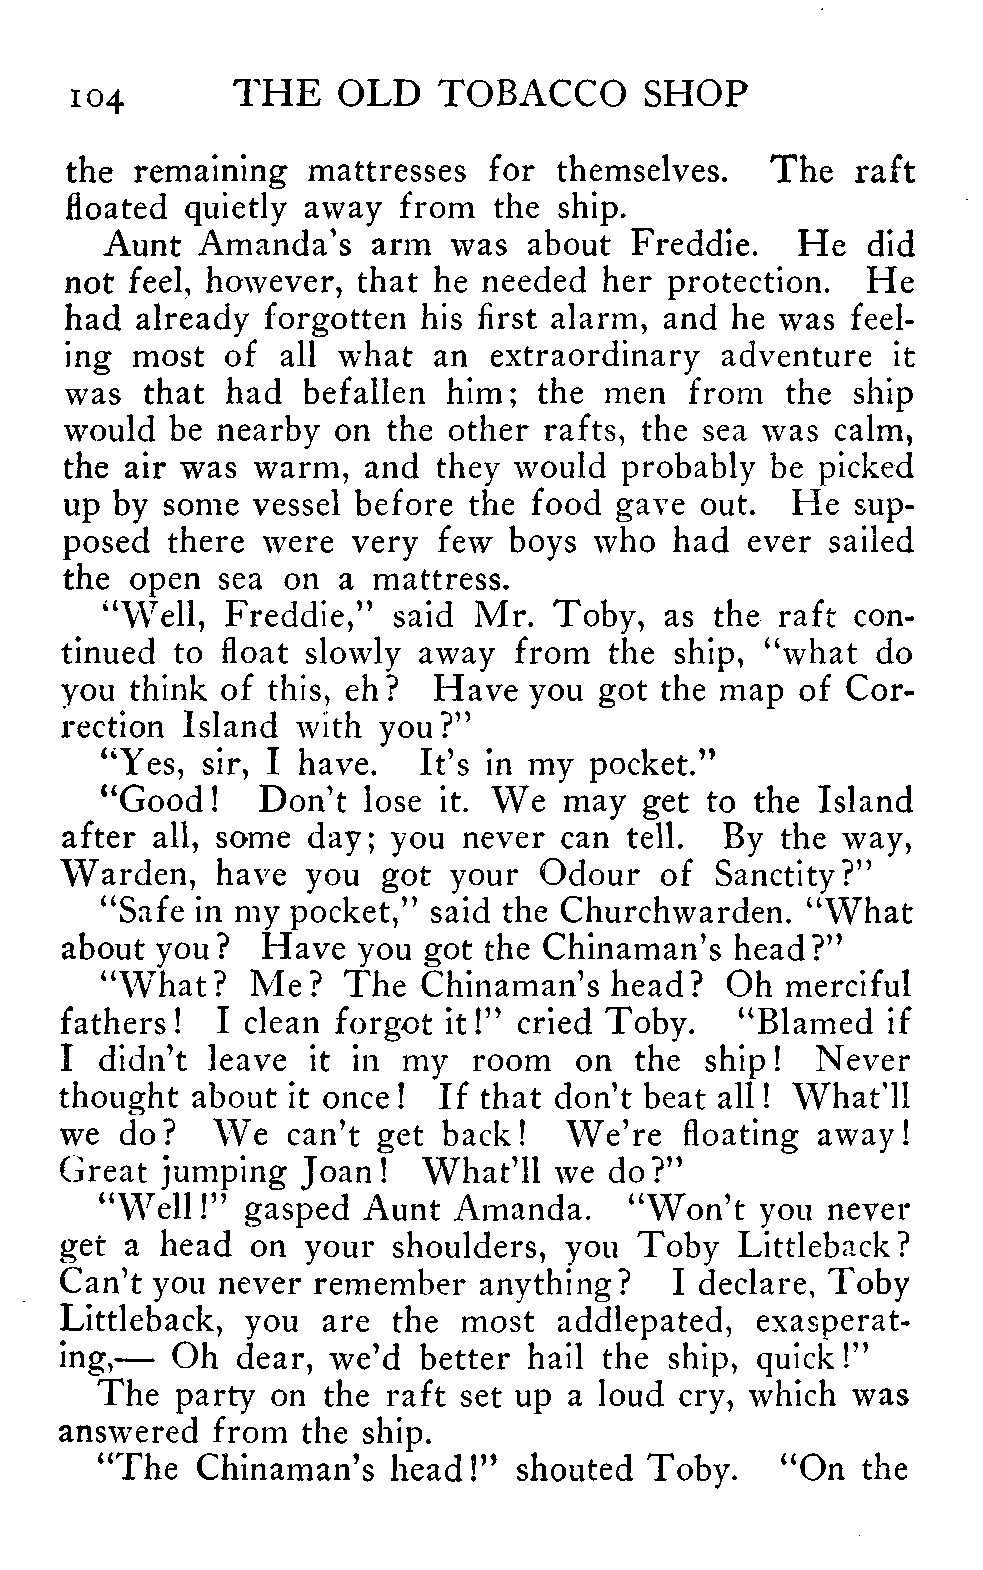 104 THE OLD TOBACCO SHOP
the remaining mattresses for themselves. The raft
floated quietly away from the ship.
Aunt Amanda's arm was about Freddie. He did
not feel, however, that he needed her protection. He
had already forgotten his first alarm, and he was feel-
ing most of all what an extraordinary adventure it
was that had befallen him; the men from the ship
would be nearby on the other rafts, the sea was calm,
the air was warm, and they would probably be picked
up by some vessel before the food gave out. He sup-
posed there were very few boys who had ever sailed
the open sea on a mattress.
"Well, Freddie," said Mr. Toby, as the raft con-
tinued to float slowly away from the ship, "what do
you think of this, eh? Have you got the map of Cor-
rection Island with you?"
"Yes, sir, I have. It's in my pocket."
"Good! Don't lose it. We may get to the Island
after all, some day; you never can tell. By the way,
Warden, have you got your Odour of Sanctity?"
"Safe in my pocket," said the Churchwarden. "What
about you? Have you got the Chinaman's head?"
"What? Me? The Chinaman's head? Oh merciful
fathers! I clean forgot it!" cried Toby. "Blamed if
I didn't leave it in my room on the ship! Never
thought about it once! If that don't beat all! What'll
we do? We can't get back! We're floating away!
Great jumping Joan! What'll we do?"
"Well!" gasped Aunt Amanda. "Won't you never
get a head on your shoulders, you Toby Littleback?
Can't you never remember anything? I declare, Toby
Littleback, you are the most addlepated, exasperat-
ing,— Oh dear, we'd better hail the ship, quick!"
The party on the raft set up a loud cry, which was
answered from the ship.
"The Chinaman's head!" shouted Toby. "On the